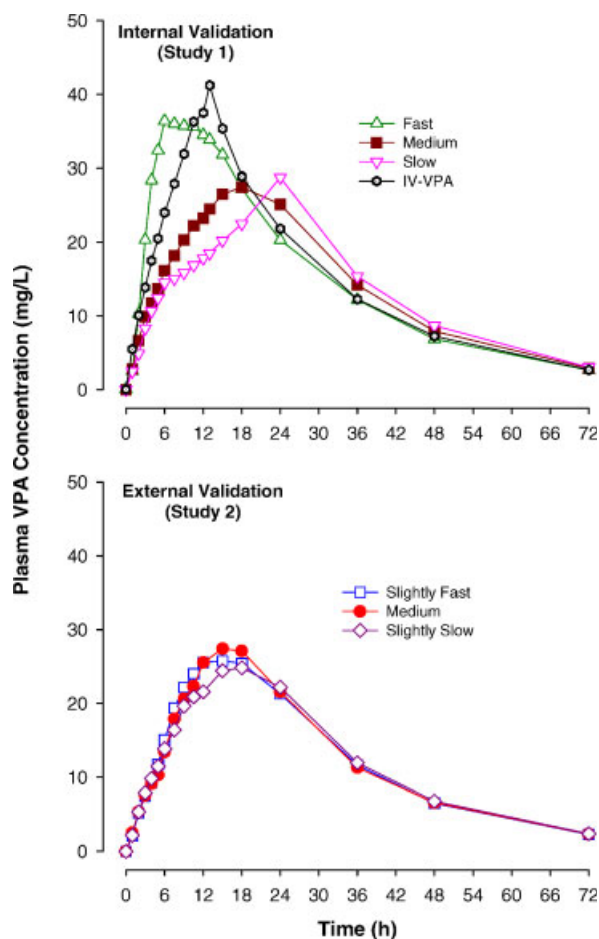 Plasma VPA Concentration (mg/L)
Internal Validation
(Study 1)
50
40
30
20
10
0
Fast
Medium
Slow
IV-VPA
0 6 12 18 24 30 36 42 48 54 60 66 72
External Validation
(Study 2)
50
40
30
20
10
0
Slightly Fast
Medium
Slightly Slow
0 6 12 18 24 30 36 42 48 54 60 66 72
Time (h)